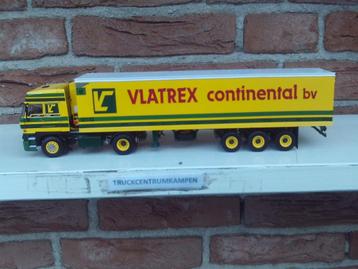 VLATREX continental bv
TRUCKCENTRUMKAMPEN